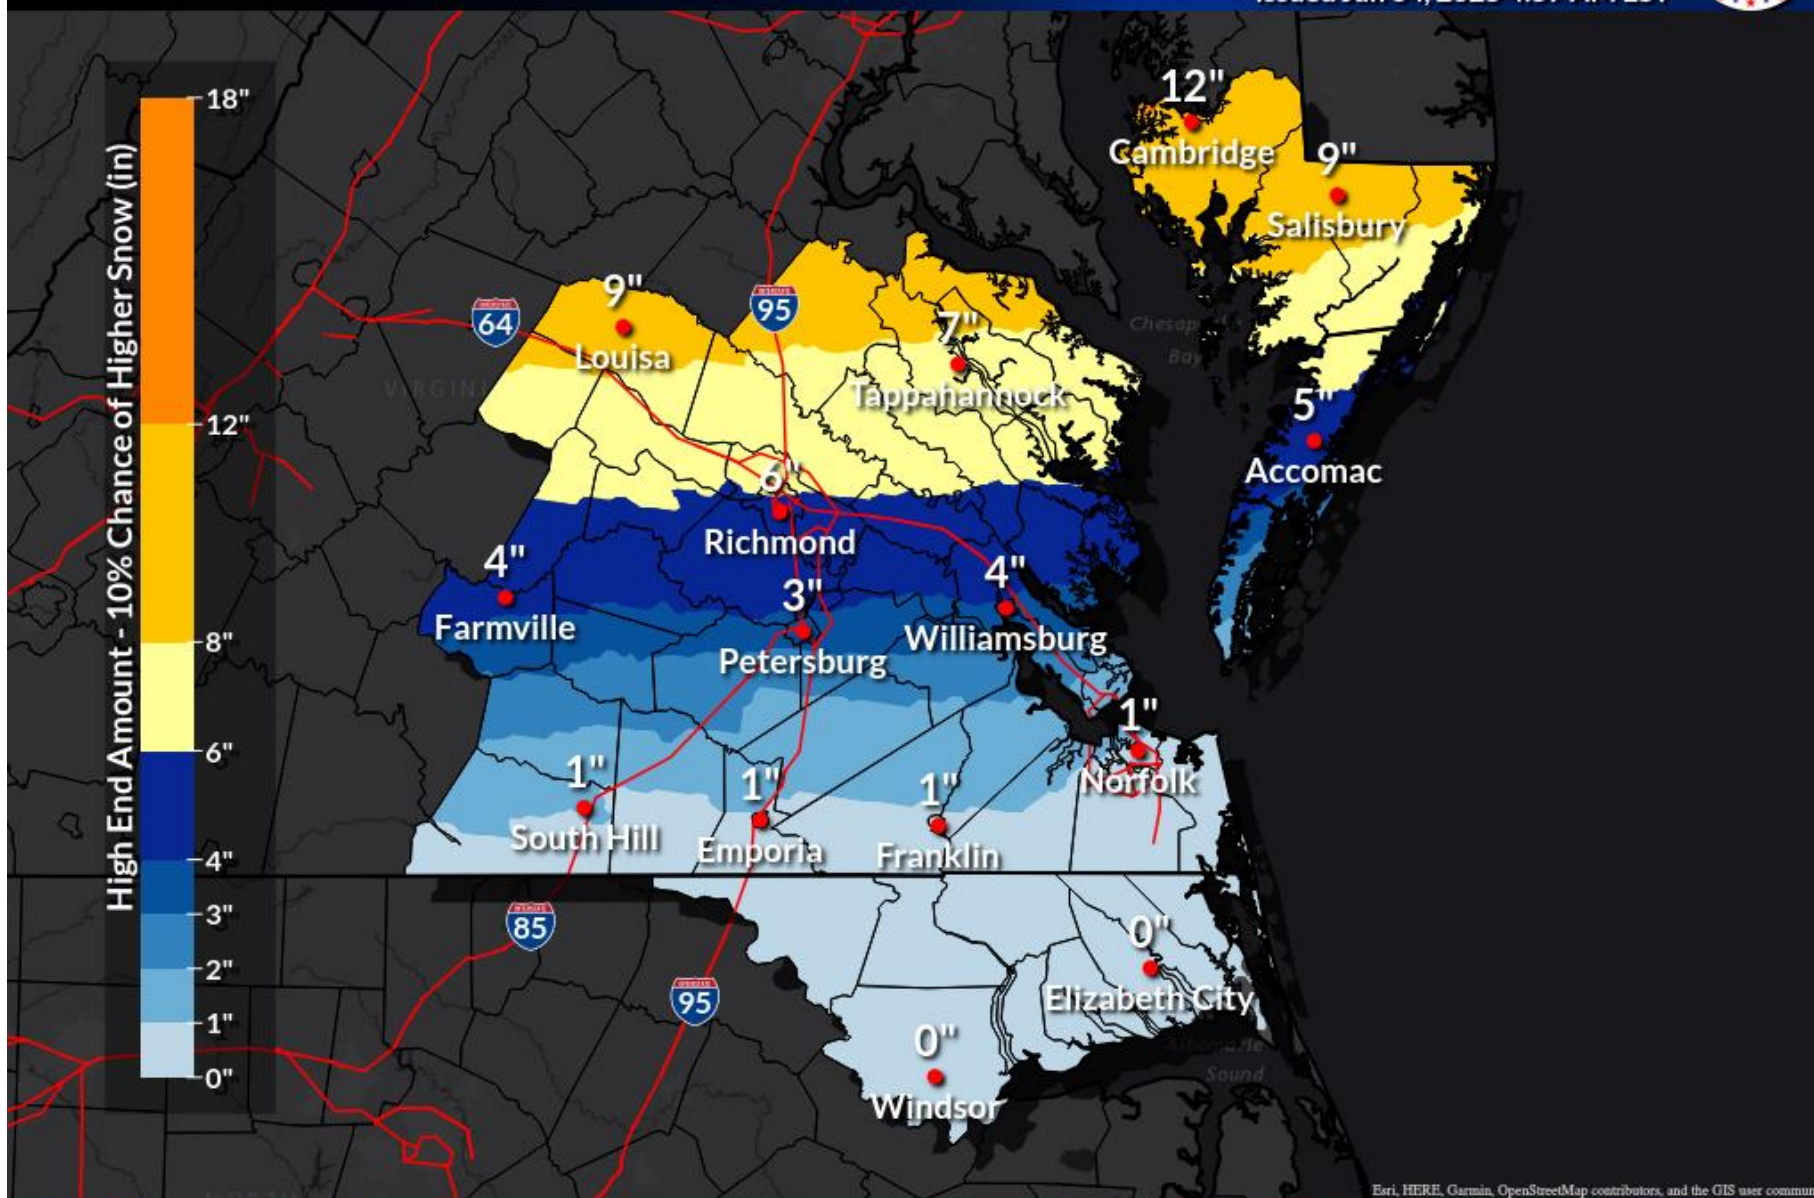 18"
12"
8"
6"
4"
3"
2"
1"
0"
High End Amount - 10% Chance of Higher Snow (in)
12"
Cambridge
9"
Salisbury
9"
Louisa
64
95
7"
Tappahannock
Bay
5"
Accomac
6"
Richmond
4"
Farmville
3"
Petersburg
4"
Williamsburg
1"
Norfolk
1"
South Hill
1"
Emporia
1"
Franklin
85
95
0"
Elizabeth City
Sound
0"
Windsor
Esri, HERE, Garmin, OpenStreetMap contributors, and the GIS user